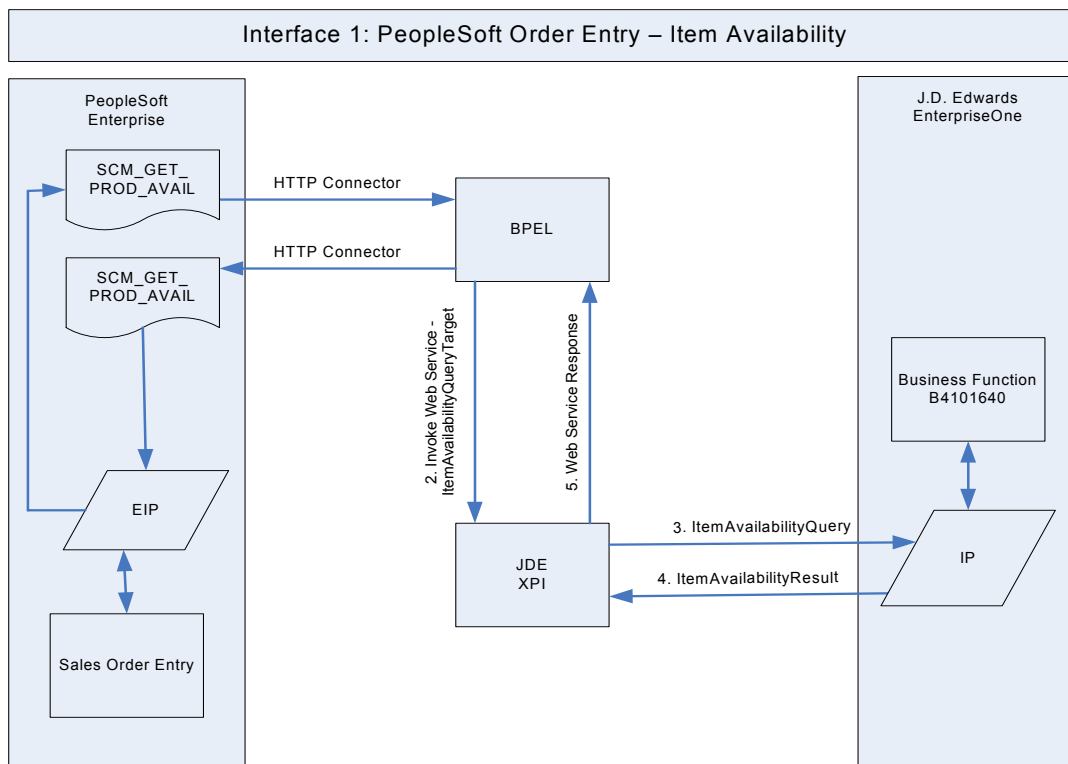 Interface 1: PeopleSoft Order Entry – Item Availability
PeopleSoft
Enterprise
SCM_GET_
PROD_AVAIL
HTTP Connector
BPEL
HTTP Connector
SCM_GET_
PROD_AVAIL
2. Invoke Web Service -
ItemAvailabilityQueryTarget
5. Web Service Response
EIP
Sales Order Entry
JDE
XPI
3. ItemAvailabilityQuery
4. ItemAvailabilityResult
J.D. Edwards
EnterpriseOne
Business Function
B4101640
IP